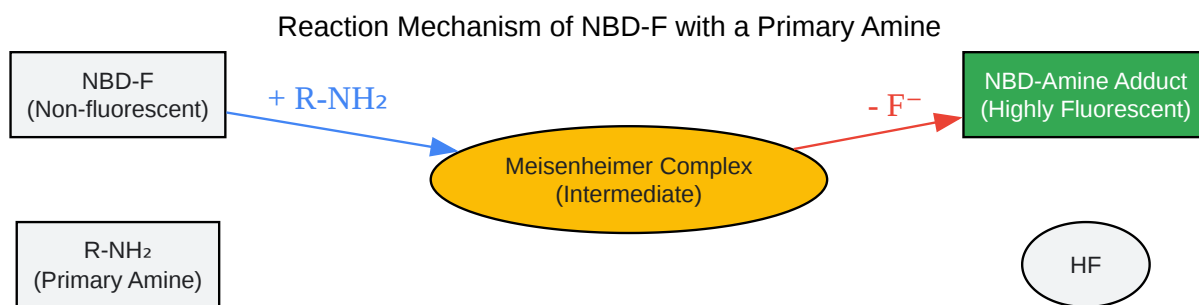 Reaction Mechanism of NBD-F with a Primary Amine
NBD-F
(Non-fluorescent)
+ R-NH₂
- F⁻
NBD-Amine Adduct
(Highly Fluorescent)
Meisenheimer Complex
(Intermediate)
R-NH₂
(Primary Amine)
HF